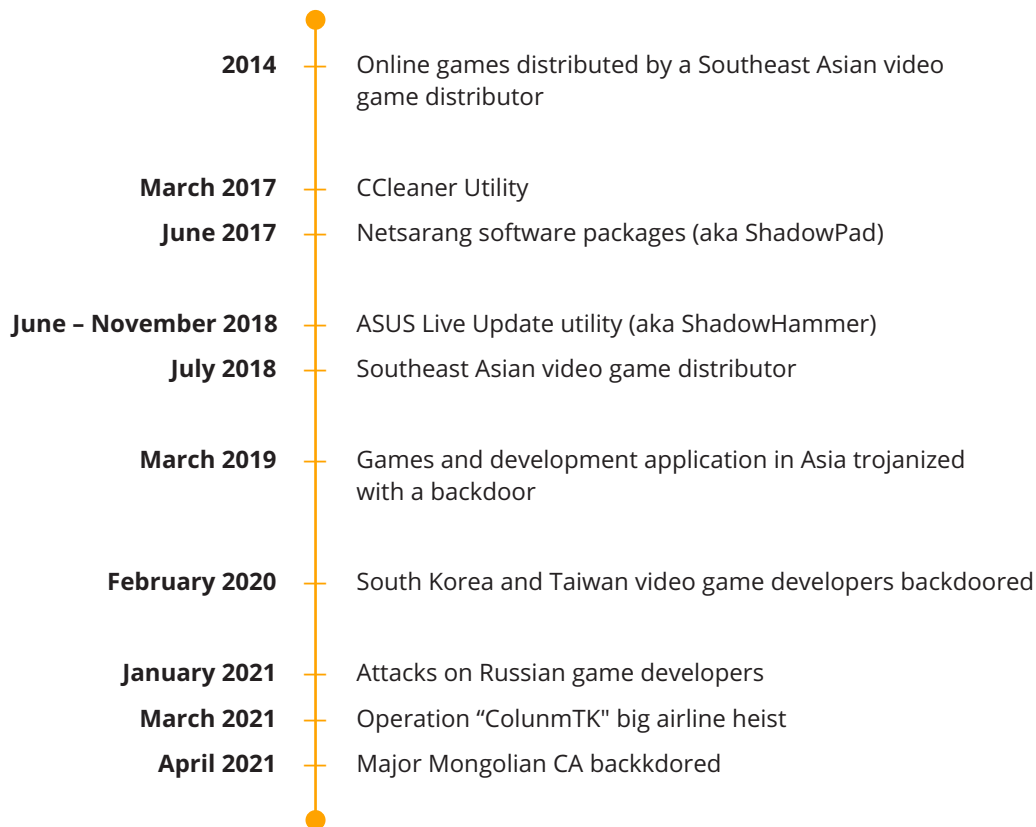 2014
Online games distributed by a Southeast Asian video
game distributor
March 2017
CCleaner Utility
June 2017
Netsarang software packages (aka ShadowPad)
June – November 2018
ASUS Live Update utility (aka ShadowHammer)
July 2018
Southeast Asian video game distributor
March 2019
Games and development application in Asia trojanized
with a backdoor
February 2020
South Korea and Taiwan video game developers backdoored
January 2021
Attacks on Russian game developers
March 2021
Operation “ColunmTK" big airline heist
April 2021
Major Mongolian CA backkdored